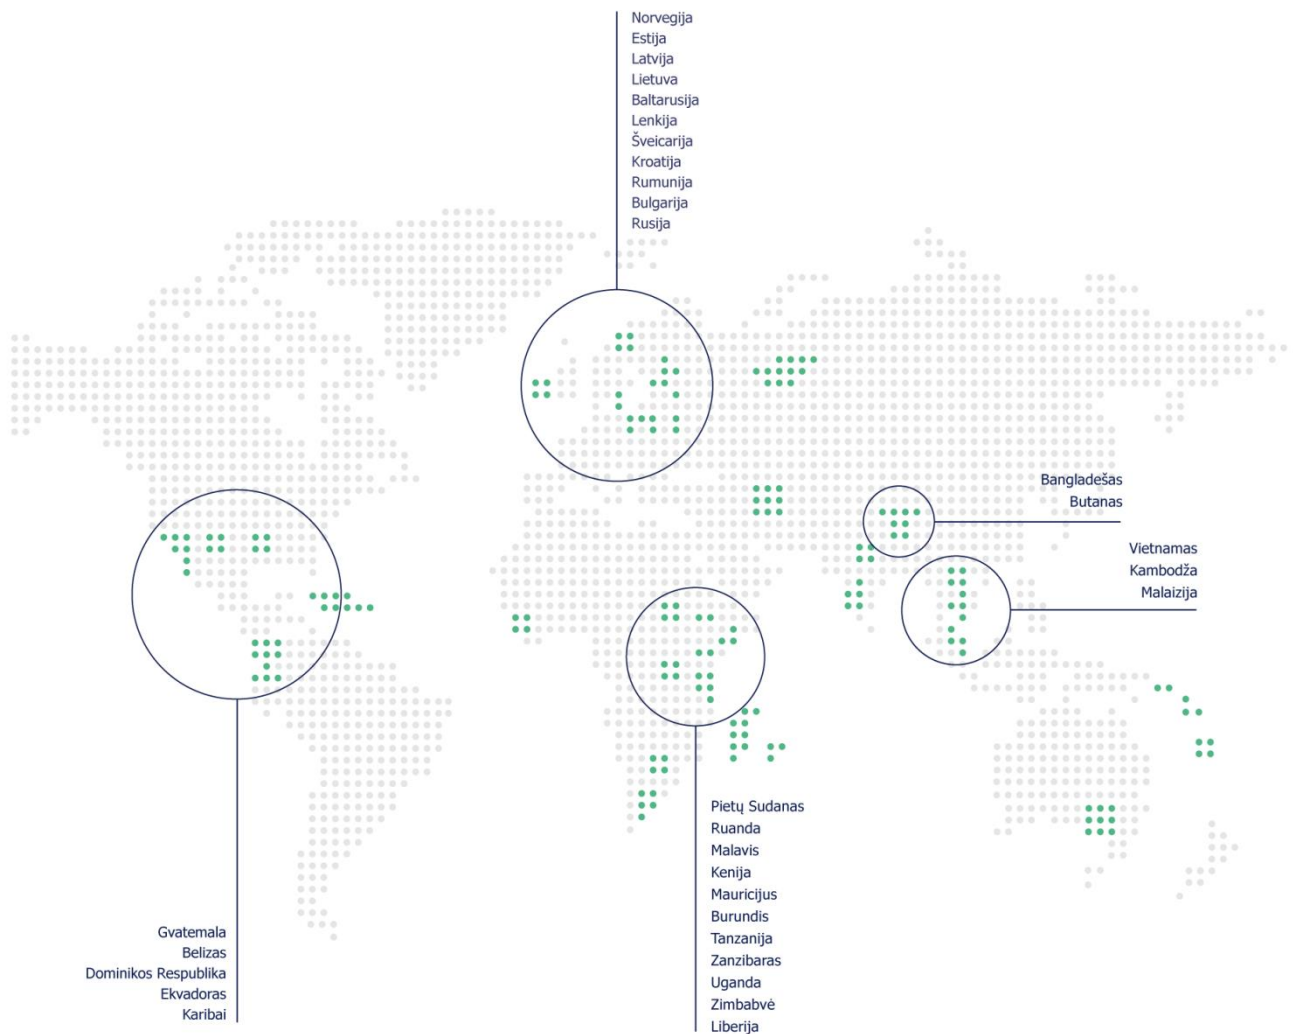 Norvegija
Estija
Latvija
Lietuva
Baltarusija
Lenkija
Šveicarija
Kroatija
Rumunija
Bulgarija
Rusija
Bangladešas
Butanas
Vietnamas
Kambodža
Malaizija
Pietų Sudanas
Ruanda
Malavis
Kenija
Mauricijus
Burundis
Tanzanija
Zanzibaras
Uganda
Zimbabvė
Liberija
Gvatemala
Belizas
Dominikos Respublika
Ekvadoras
Karibai